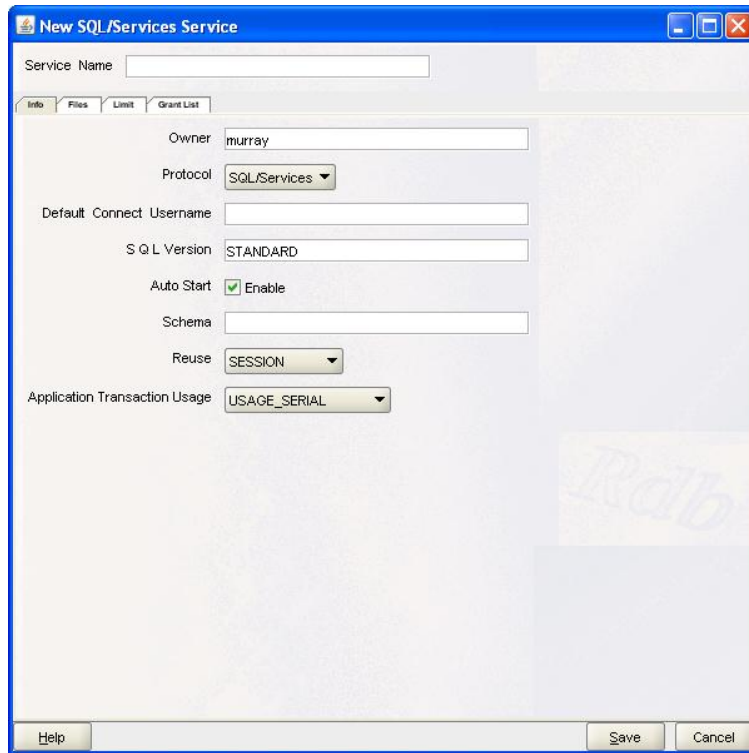 New SQL/Services Service
Service Name
Info Files Limit Grant List
Owner murray
Protocol SQL/Services
Default Connect Username
S Q L Version STANDARD
Auto Start Enable
Schema
Reuse SESSION
Application Transaction Usage USAGE_SERIAL
Rdb
Help Save Cancel